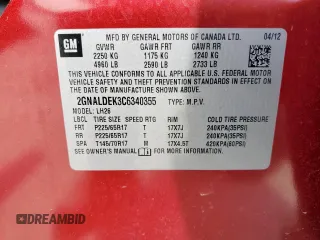 GM
MFD BY GENERAL MOTORS OF CANADA LTD. 04/12
GVWR GAWR FRT GAWR RR
2250 KG 1175 KG 1240 KG
4960 LB 2590 LB 2733 LB
THIS VEHICLE CONFORMS TO ALL APPLICABLE U.S. FEDERAL MOTOR
VEHICLE SAFETY, BUMPER, AND THEFT PREVENTION
STANDARDS IN EFFECT ON THE DATE OF MANUFACTURE SHOWN ABOVE.
2GNALDEK3C6340355 TYPE: M.P.V.
MODEL: LH26
LBCL TIRE SIZE SPEED RTG RIM COLD TIRE PRESSURE
FRT P225/65R17 T 17X7J 240KPA(35PSI)
RR P225/65R17 T 17X7J 240KPA(35PSI)
SPA T145/70R17 M 17X4.5T 420KPA(60PSI)
SEE OWNER'S MANUAL FOR MORE INFORMATION.
DREAMBID
STAT.VIN